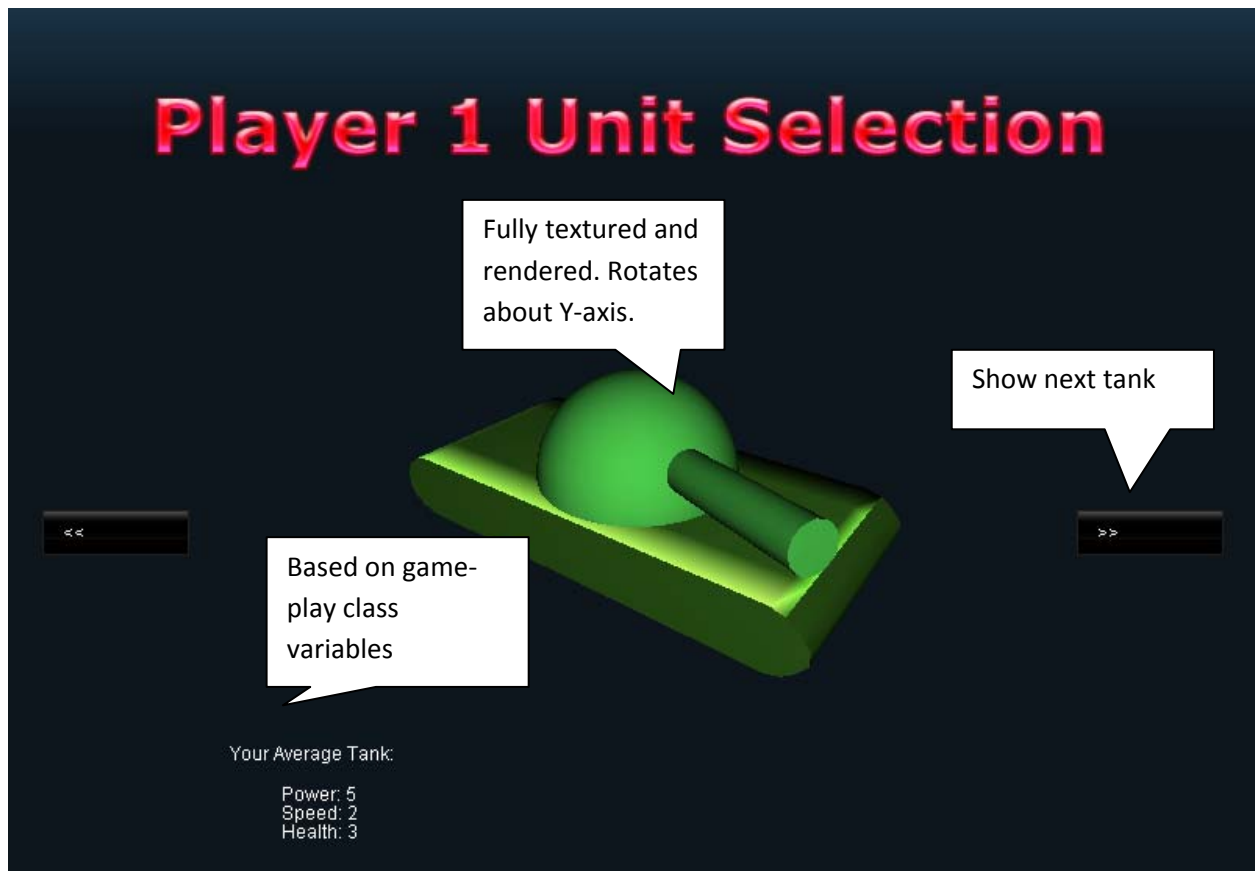 Player 1 Unit Selection
Fully textured and
rendered. Rotates
about Y-axis.
Show next tank
<<
>>
Based on game-
play class
variables
Your Average Tank:
Power: 5
Speed: 2
Health: 3